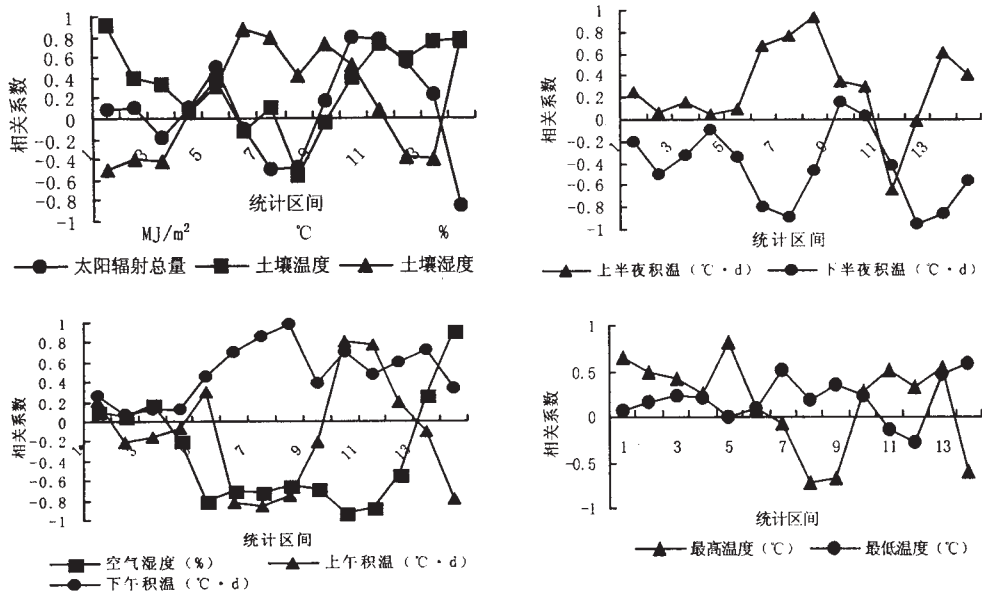 1
0.8
0.6
0.4
0.2
0
-0.2
-0.4
-0.6
-0.8
-1
相关系数
1 3 5 7 9 11 13
统计区间
MJ/m² ℃ %
太阳辐射总量 土壤温度 土壤湿度
1
0.8
0.6
0.4
0.2
0
-0.2
-0.4
-0.6
-0.8
-1
相关系数
1 3 5 7 9 11 13
统计区间
上半夜积温(℃·d) 下半夜积温(℃·d)
1
0.8
0.6
0.4
0.2
0
-0.2
-0.4
-0.6
-0.8
-1
相关系数
1 3 5 7 9 11 13
统计区间
空气湿度(%) 上午积温(℃·d)
下午积温(℃·d)
1
0.5
0
-0.5
-1
相关系数
1 3 5 7 9 11 13
统计区间
最高温度(℃) 最低温度(℃)